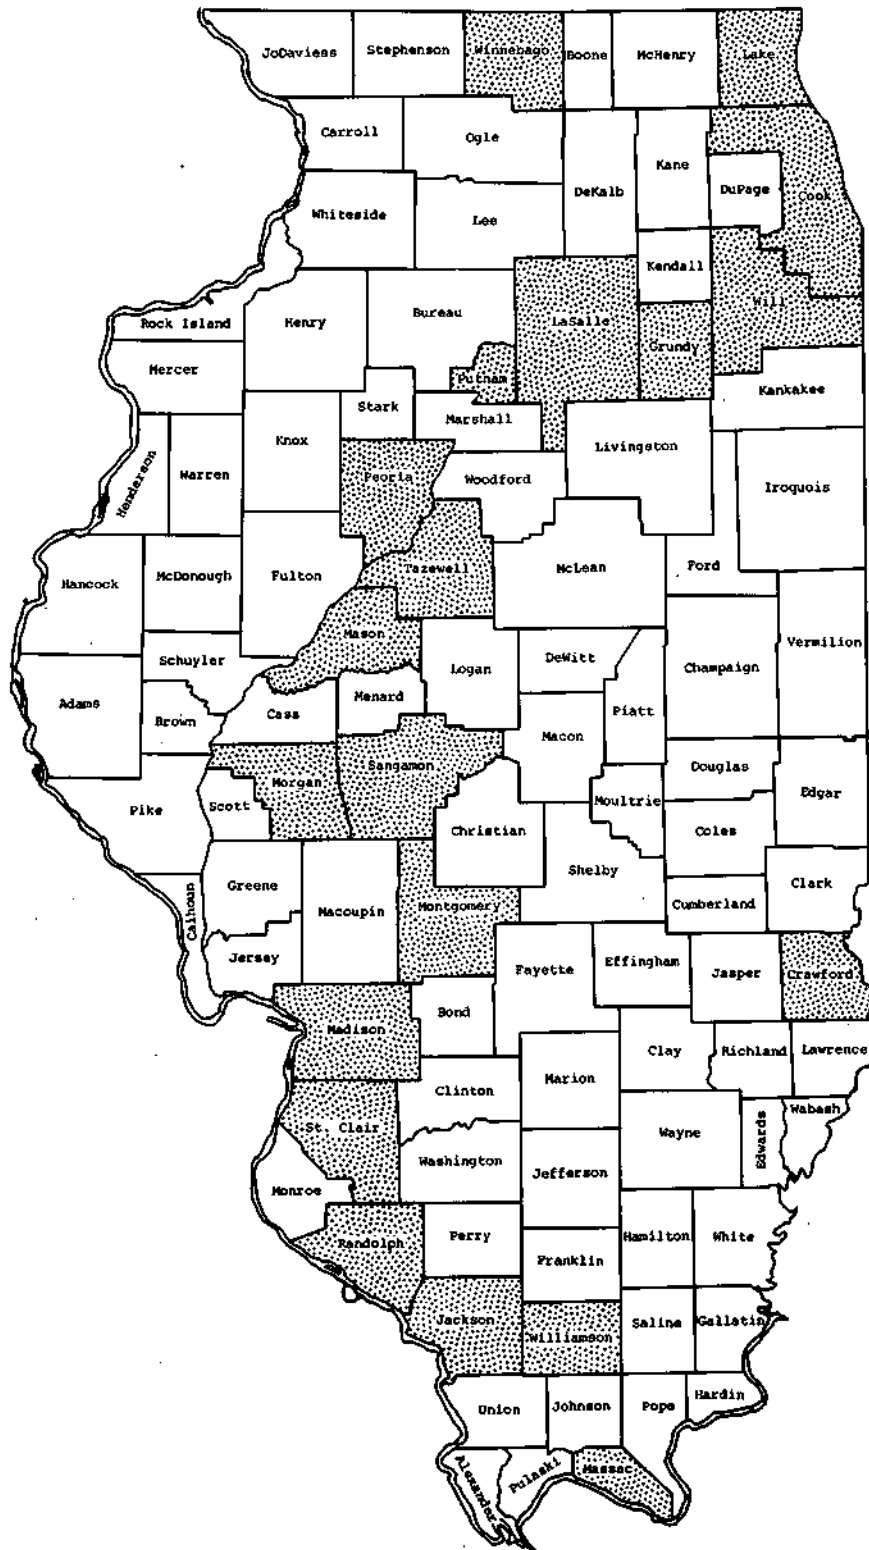 JoDaviess
Stephenson
Winnebago
Boone
McHenry
Lake
Carroll
Ogle
Kane
DeKalb
DuPage
Cook
Whiteside
Lee
Kendall
Will
Rock Island
Henry
Bureau
LaSalle
Grundy
Mercer
Putnam
Kankakee
Stark
Marshall
Knox
Livingston
Henderson
Warren
Peoria
Woodford
Iroquois
Hancock
McDonough
Fulton
Tazewell
McLean
Ford
Mason
Vermilion
Schuyler
Logan
DeWitt
Champaign
Adams
Brown
Cass
Menard
Piatt
Macon
Sangamon
Douglas
Pike
Scott
Morgan
Moultrie
Edgar
Christian
Coles
Greene
Shelby
Clark
Calhoun
Macoupin
Montgomery
Cumberland
Jersey
Fayette
Effingham
Jasper
Crawford
Madison
Bond
Clay
Richland
Lawrence
Clinton
Marion
Wabash
St. Clair
Wayne
Edwards
Washington
Jefferson
Monroe
Randolph
Perry
Hamilton
White
Franklin
Jackson
Williamson
Saline
Gallatin
Union
Johnson
Pope
Hardin
Alexander
Pulaski
Massac